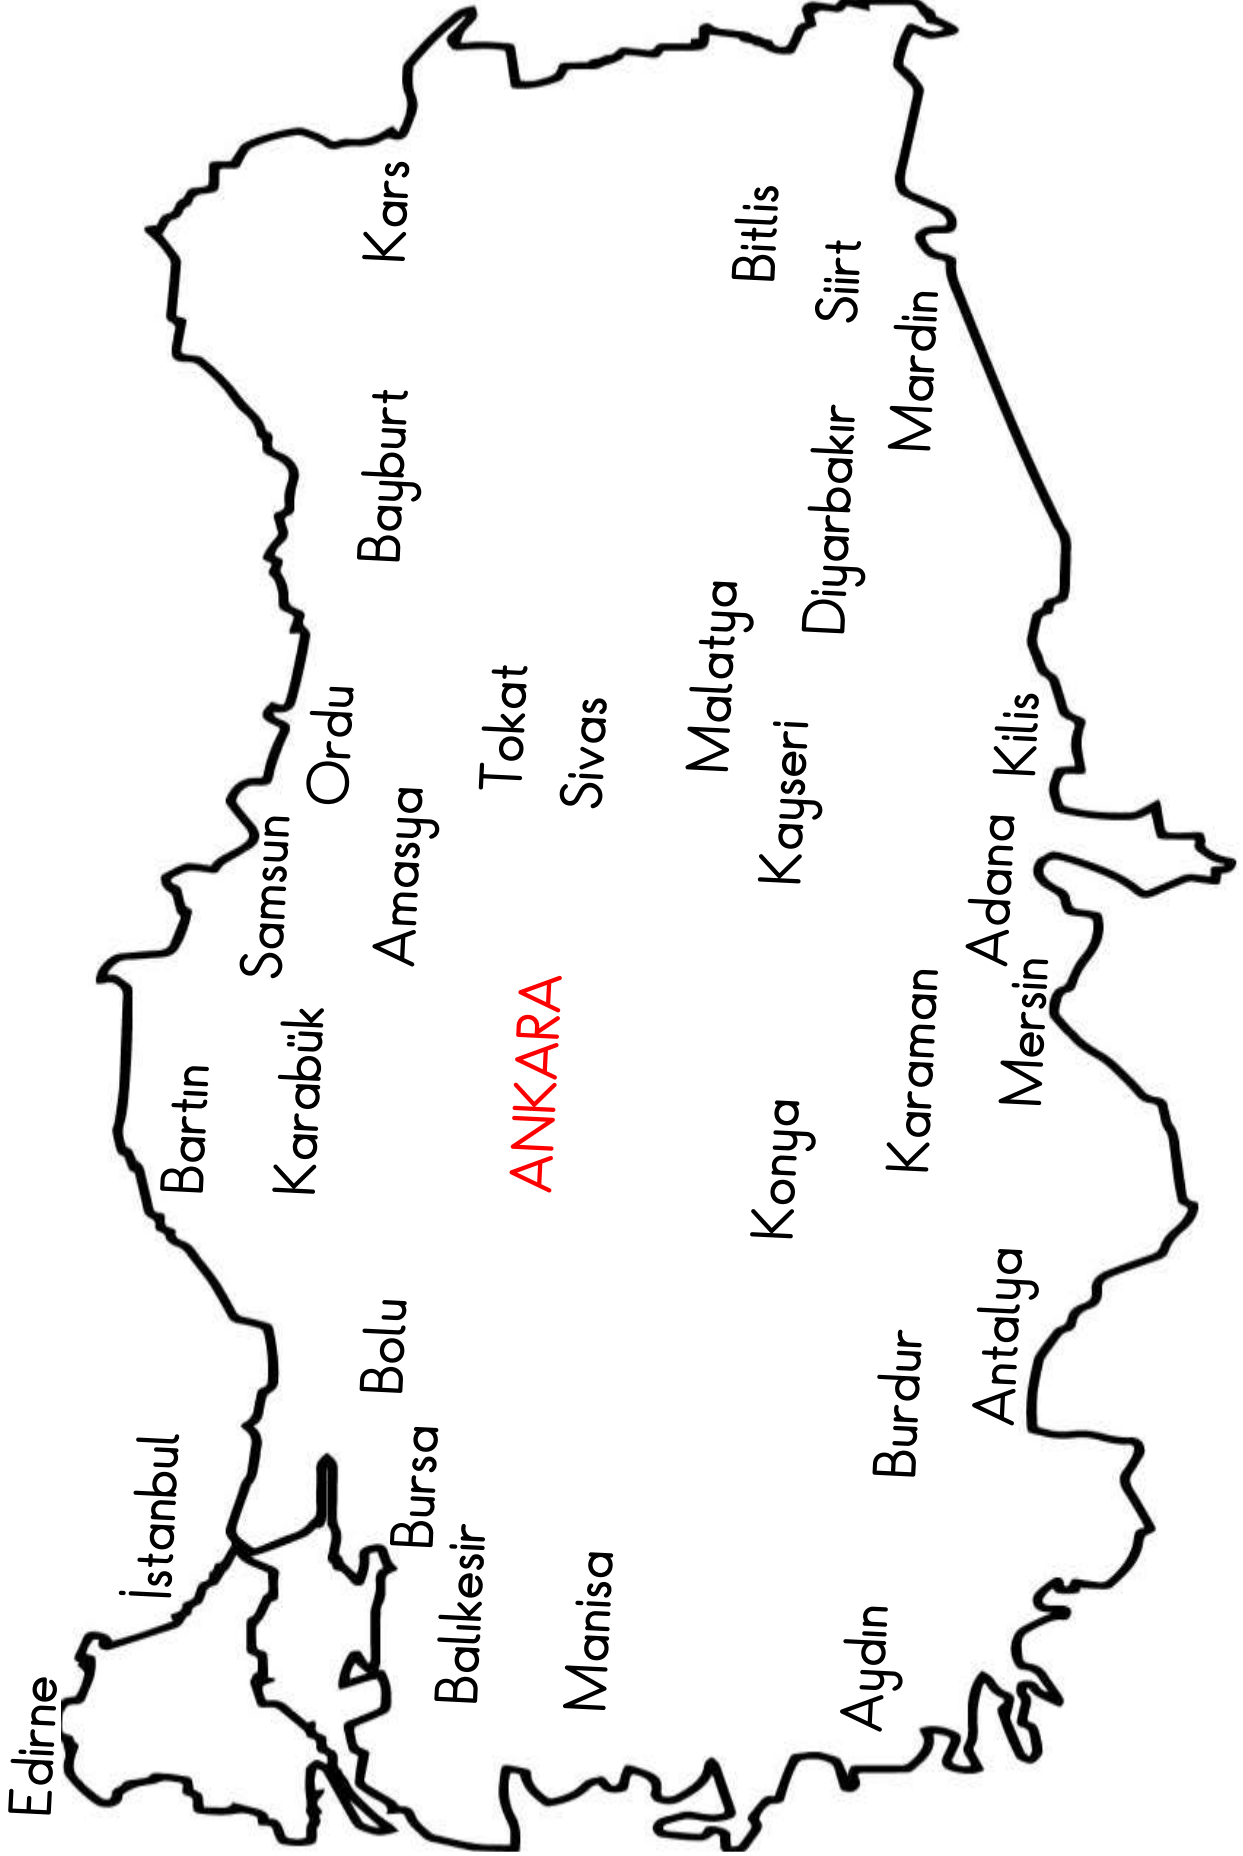 Edirne
İstanbul
Bartın
Samsun
Karabük
Ordu
Bolu
Amasya
Bayburt
Kars
Bursa
Balıkesir
Tokat
ANKARA
Sivas
Manisa
Malatya
Bitlis
Konya
Kayseri
Diyarbakır
Siirt
Aydın
Burdur
Karaman
Mardin
Antalya
Adana
Kilis
Mersin